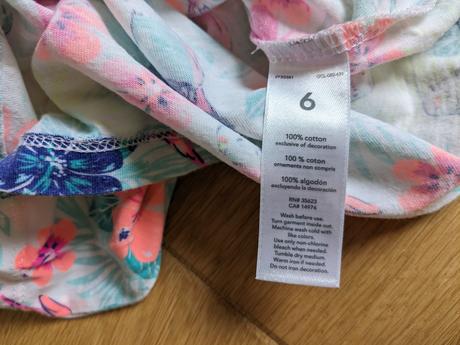 6
100% cotton
exclusive of decoration
100 % coton
ornements non compris
100% algodón
excluyendo la decoración
RN# 35623
CA# 14976
Wash before use.
Turn garment inside out.
Machine wash cold with
like colors.
Use only non-chlorine
bleach when needed.
Tumble dry medium.
Warm iron if needed.
Do not iron decoration.